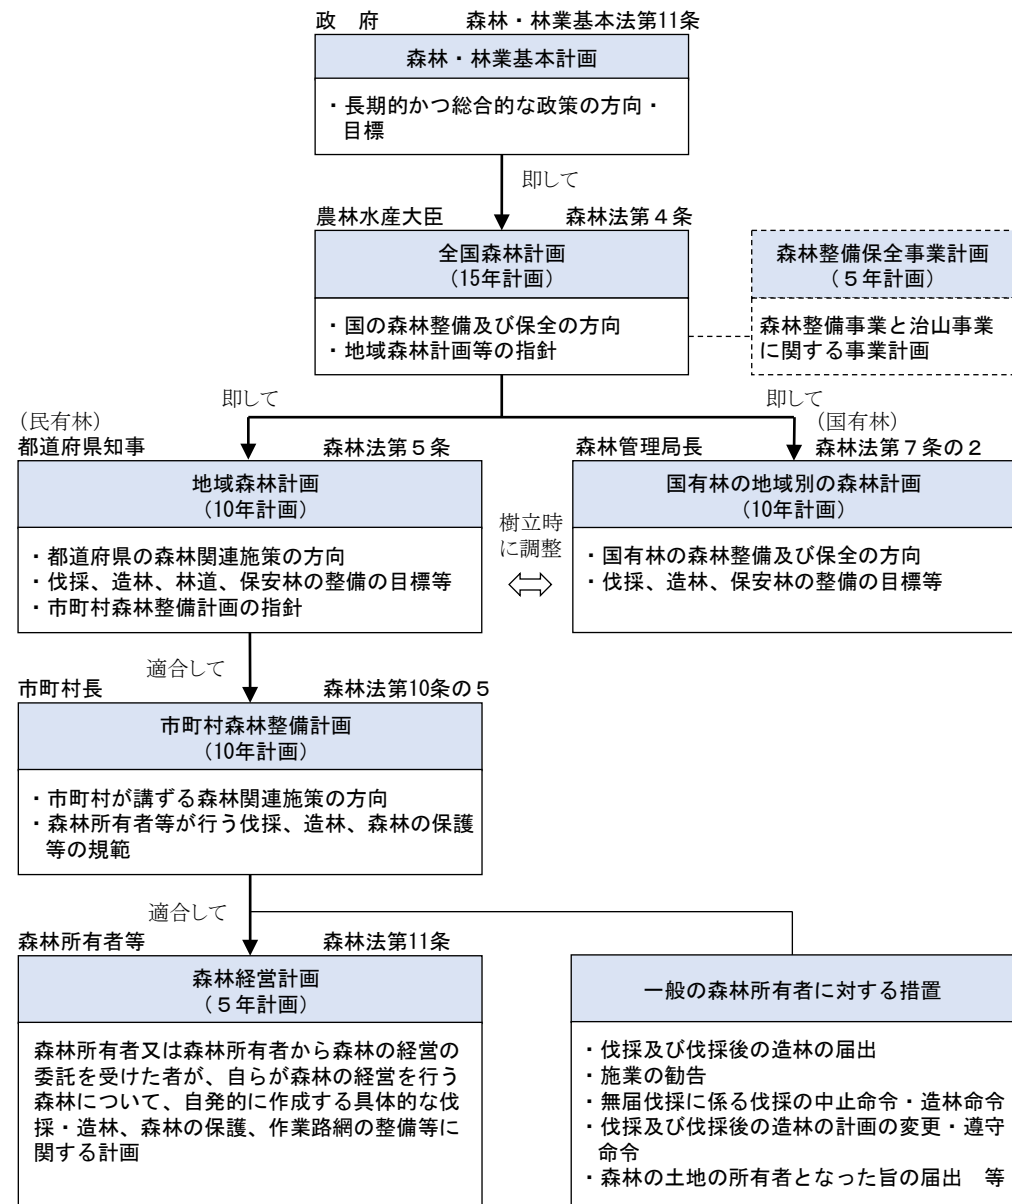 政　府　森林・林業基本法第11条
森林・林業基本計画
・長期的かつ総合的な政策の方向・
目標
即して
農林水産大臣　森林法第４条
全国森林計画
（15年計画）
・国の森林整備及び保全の方向
・地域森林計画等の指針
森林整備保全事業計画
（５年計画）
森林整備事業と治山事業
に関する事業計画
即して
即して
（民有林）
都道府県知事　森林法第５条
地域森林計画
（10年計画）
・都道府県の森林関連施策の方向
・伐採、造林、林道、保安林の整備の目標等
・市町村森林整備計画の指針
樹立時
に調整
（国有林）
森林管理局長　森林法第７条の２
国有林の地域別の森林計画
（10年計画）
・国有林の森林整備及び保全の方向
・伐採、造林、保安林の整備の目標等
適合して
市町村長　森林法第10条の５
市町村森林整備計画
（10年計画）
・市町村が講ずる森林関連施策の方向
・森林所有者等が行う伐採、造林、森林の保護
等の規範
適合して
森林所有者等　森林法第11条
森林経営計画
（５年計画）
森林所有者又は森林所有者から森林の経営の
委託を受けた者が、自らが森林の経営を行う
森林について、自発的に作成する具体的な伐
採・造林、森林の保護、作業路網の整備等に
関する計画
一般の森林所有者に対する措置
・伐採及び伐採後の造林の届出
・施業の勧告
・無届伐採に係る伐採の中止命令・造林命令
・伐採及び伐採後の造林の計画の変更・遵守
命令
・森林の土地の所有者となった旨の届出　等